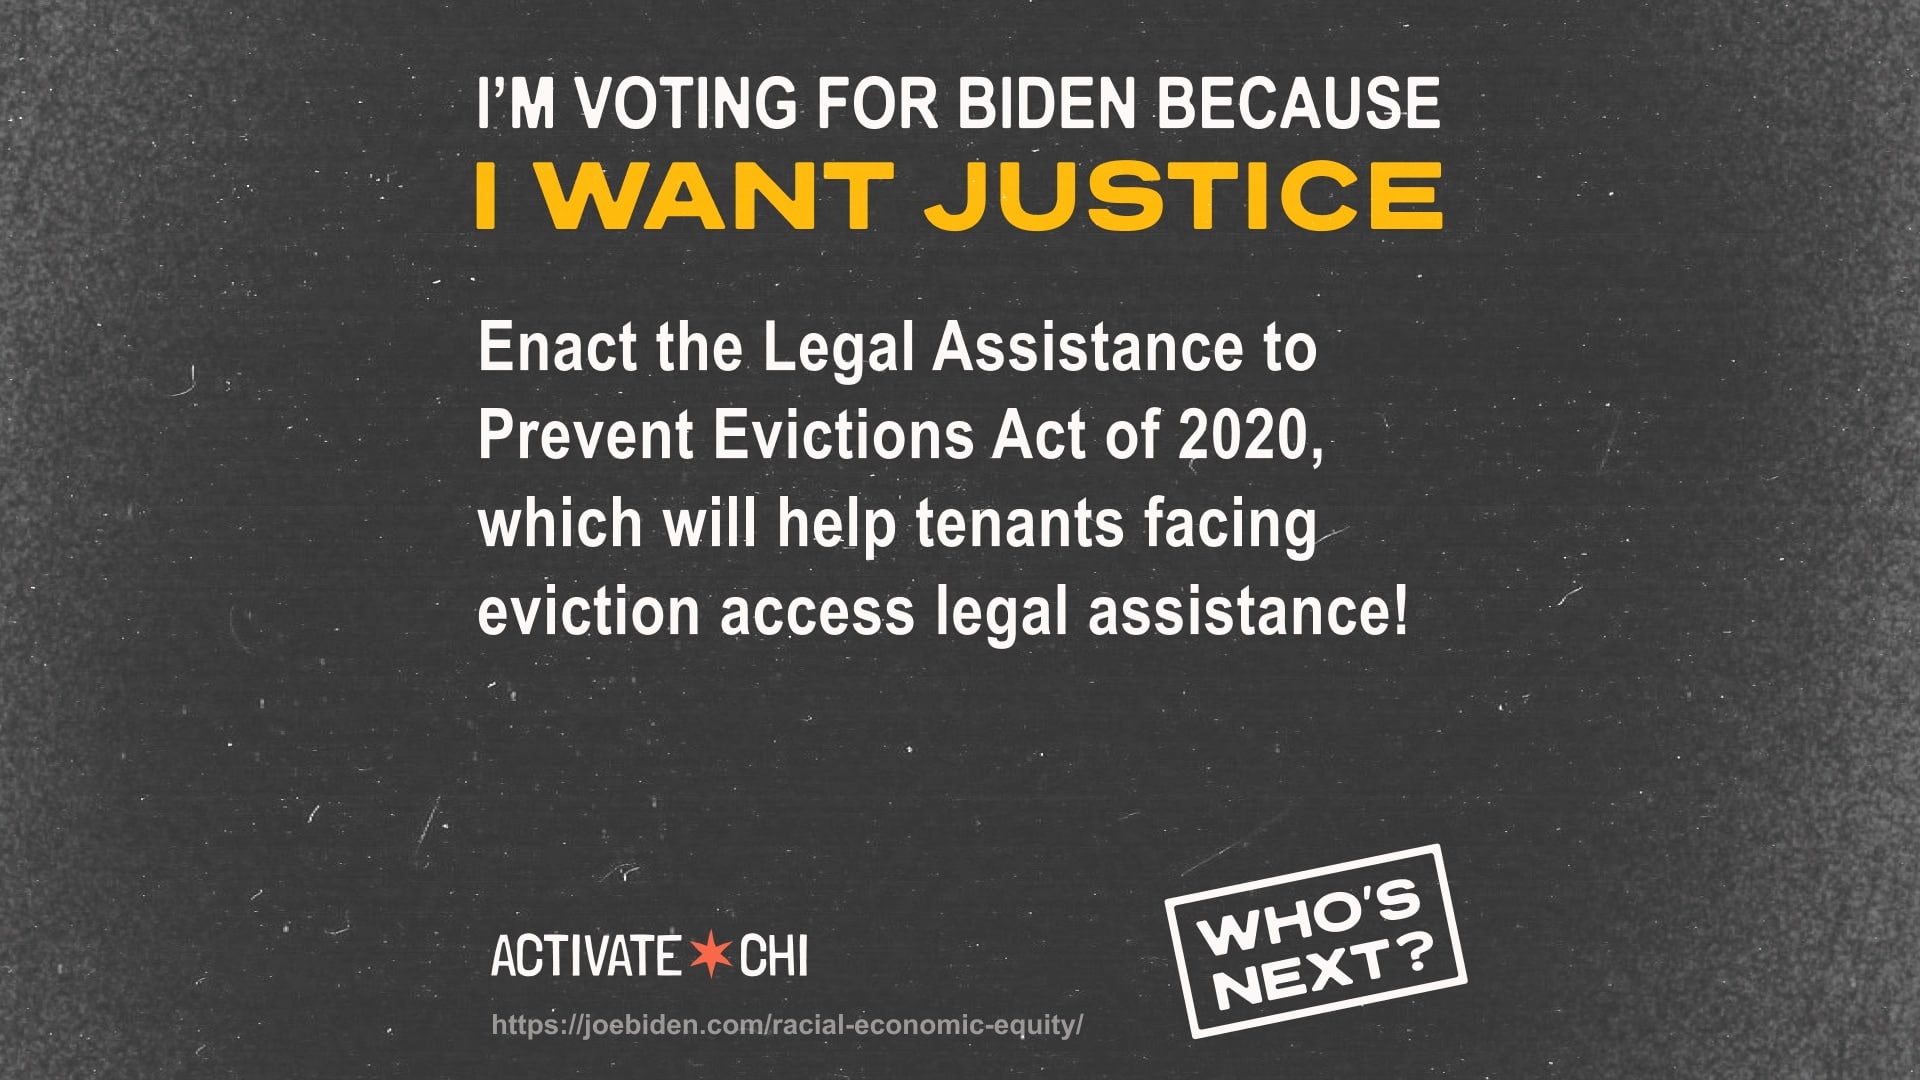 I’M VOTING FOR BIDEN BECAUSE
I WANT JUSTICE
Enact the Legal Assistance to
Prevent Evictions Act of 2020,
which will help tenants facing
eviction access legal assistance!
ACTIVATE CHI
https://joebiden.com/racial-economic-equity/
WHO'S
NEXT?